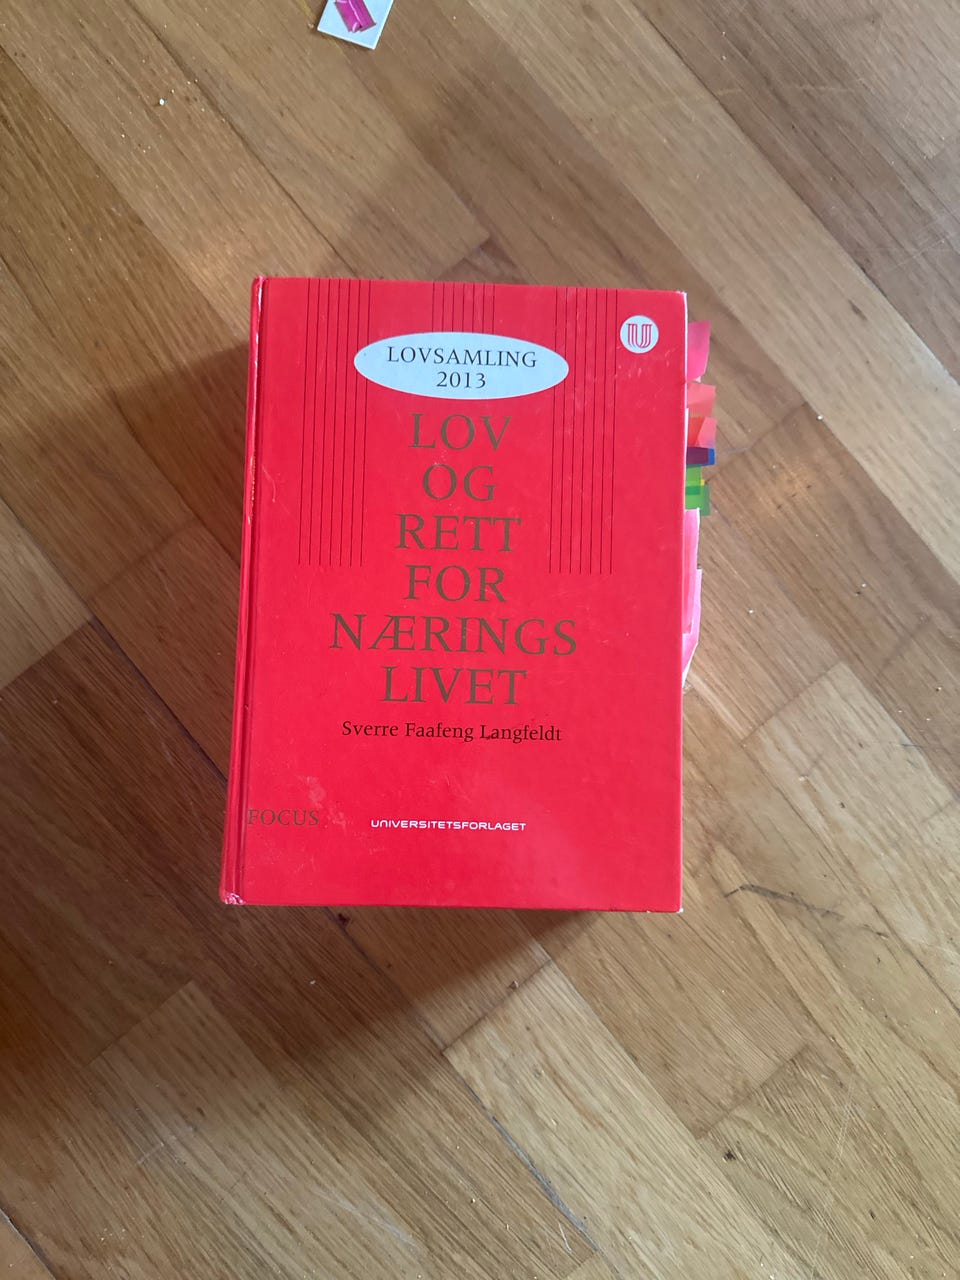 LOVSAMLING
2013
LOV
OG
RETT
FOR
NÆRINGS
LIVET
Sverre Faafeng Langfeldt
FOCUS
UNIVERSITETSFORLAGET